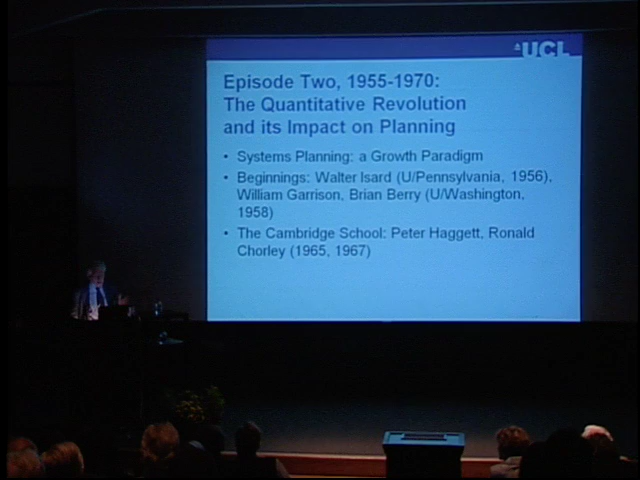 UCL
Episode Two, 1955-1970:
The Quantitative Revolution
and its Impact on Planning
• Systems Planning: a Growth Paradigm
• Beginnings: Walter Isard (U/Pennsylvania, 1956),
William Garrison, Brian Berry (U/Washington,
1958)
• The Cambridge School: Peter Haggett, Ronald
Chorley (1965, 1967)